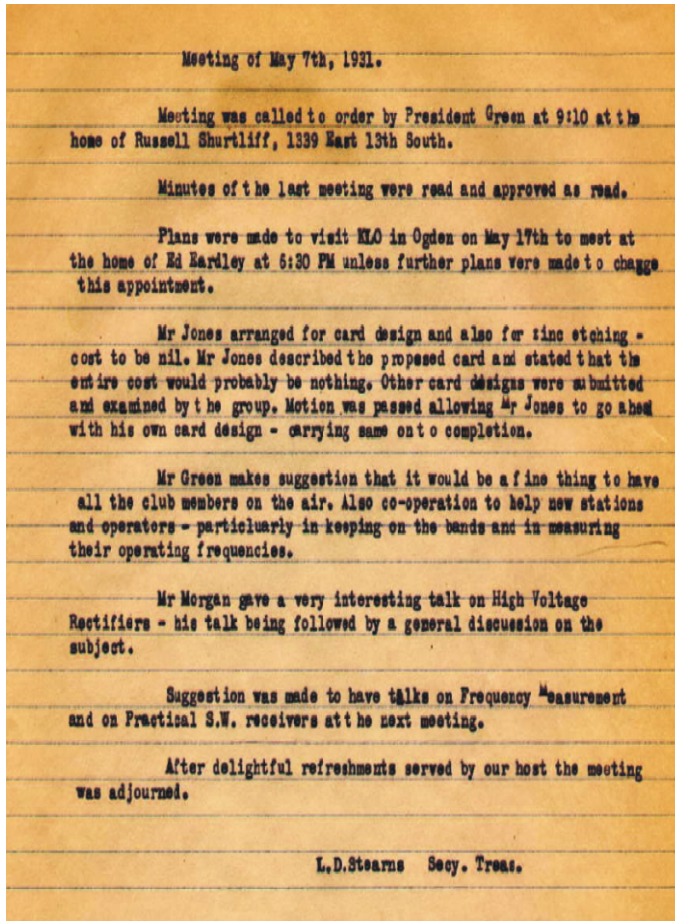 Meeting of May 7th, 1931.
Meeting was called to order by President Green at 9:10 at the
home of Russell Shurtliff, 1339 East 13th South.
Minutes of the last meeting were read and approved as read.
Plans were made to visit KLO in Ogden on May 17th to meet at
the home of Ed Eardley at 6:30 PM unless further plans were made to change
this appointment.
Mr Jones arranged for card design and also for zinc etching -
cost to be nil. Mr Jones described the proposed card and stated that the
entire cost would probably be nothing. Other card designs were submitted
and examined by the group. Motion was passed allowing Mr Jones to go ahead
with his own card design - carrying same onto completion.
Mr Green makes suggestion that it would be a fine thing to have
all the club members on the air. Also co-operation to help new stations
and operators - particluarly in keeping on the bands and in measuring
their operating frequencies.
Mr Morgan gave a very interesting talk on High Voltage
Rectifiers - his talk being followed by a general discussion on the
subject.
Suggestion was made to have talks on Frequency Measurement
and on Practical S.W. receivers at the next meeting.
After delightful refreshments served by our host the meeting
was adjourned.
L.D.Stearns Secy. Treas.